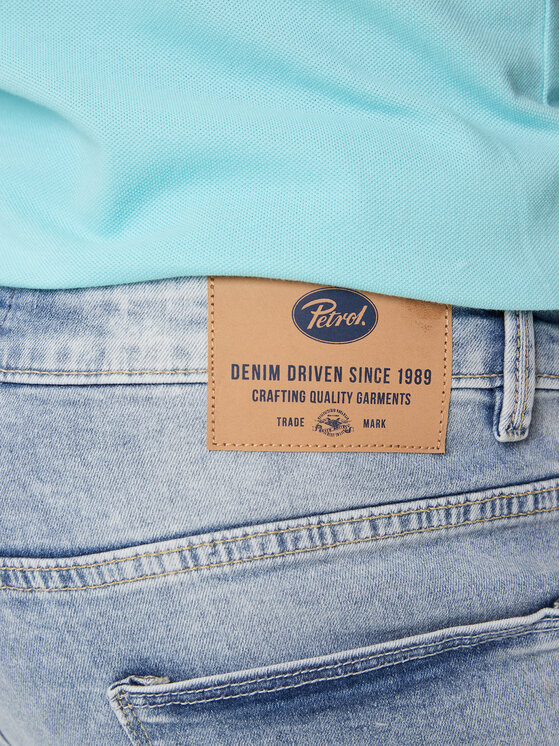 Petrol.
DENIM DRIVEN SINCE 1989
CRAFTING QUALITY GARMENTS
TRADE MARK